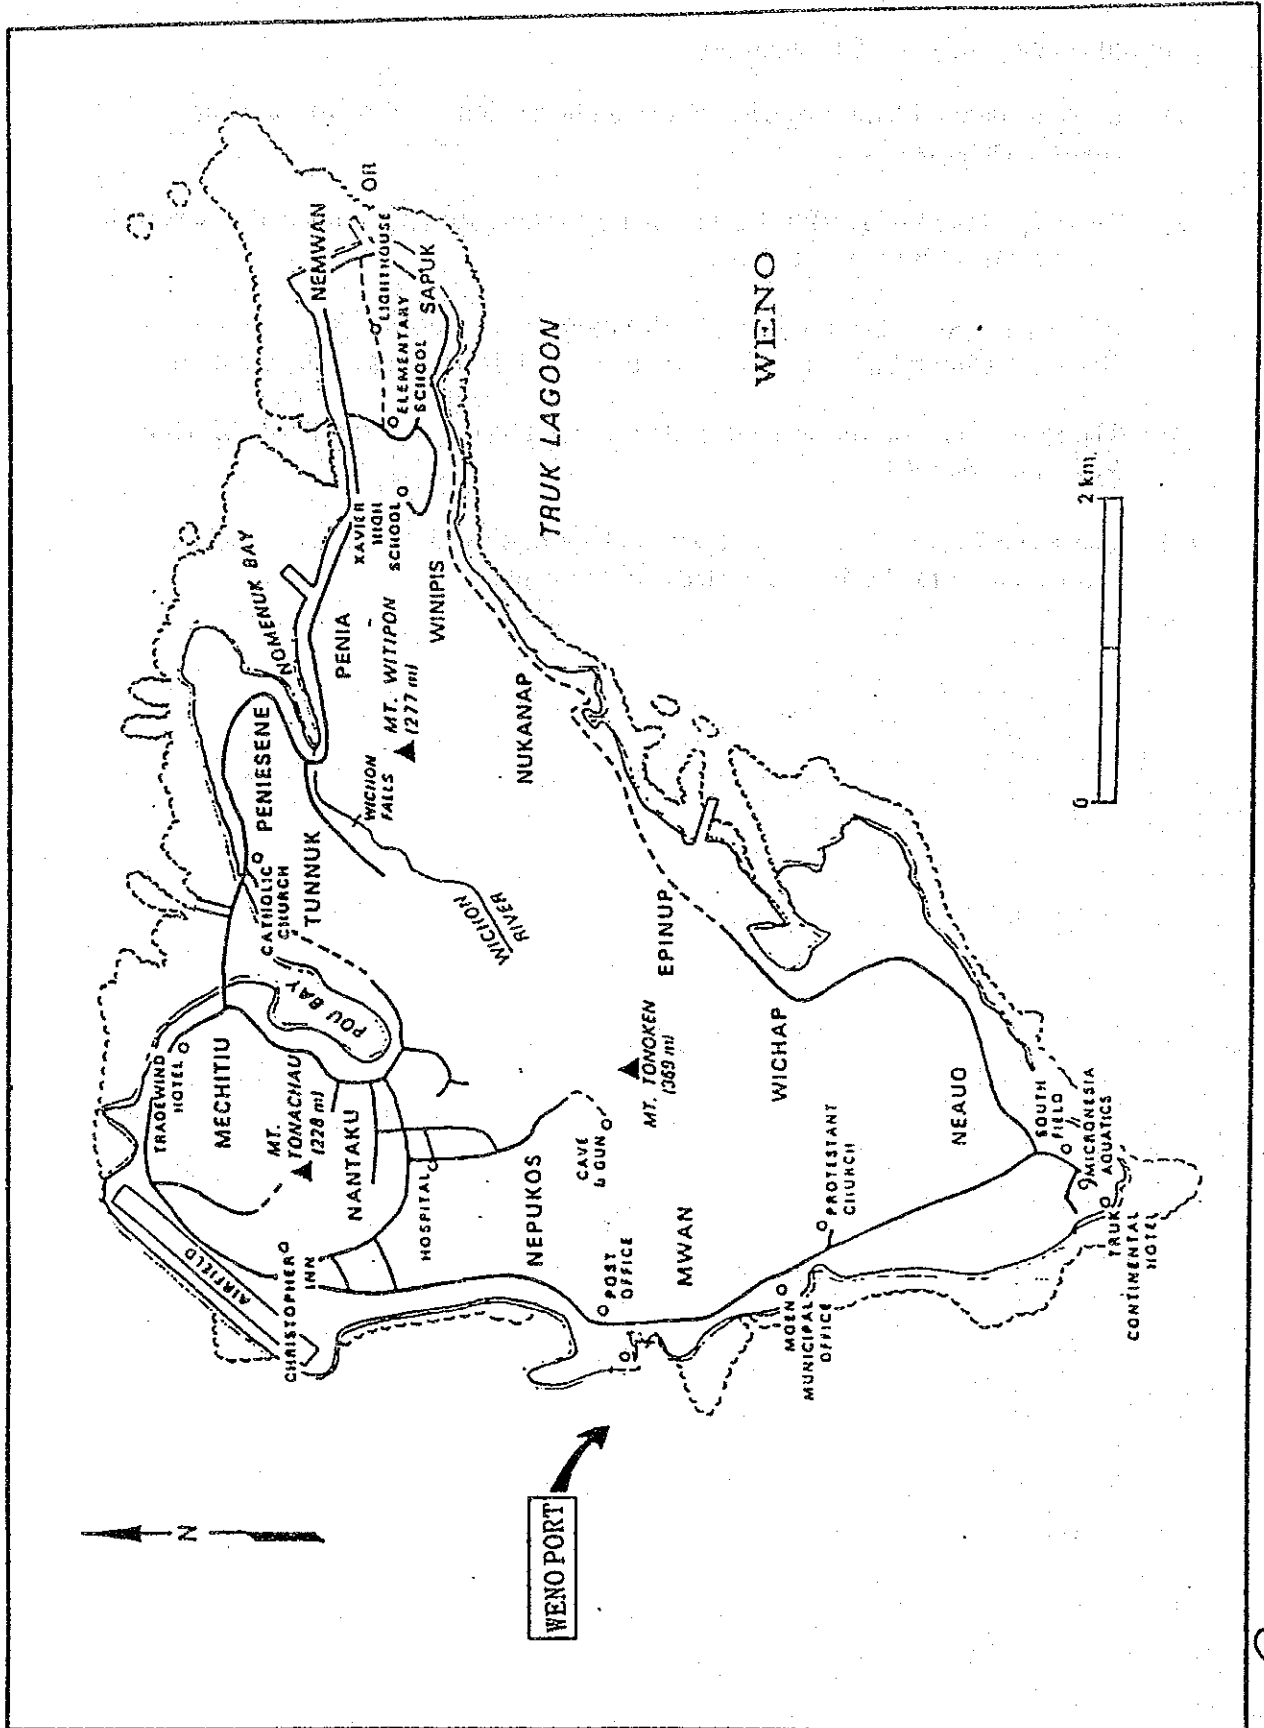 NEMWAN
OR
LIGHTHOUSE
ELEMENTARY
SCHOOL
SAPUK
NOMENUK BAY
XAVIER
HIGH
SCHOOL
PENIA
MT. WITIPON
(277 m)
WINIPIS
TRUK LAGOON
WENO
PENIESENE
WICHON
FALLS
NUKANAP
CATHOLIC
CHURCH
TUNNUK
WICHON
RIVER
POU BAY
EPINUP
TRADEWIND
HOTEL
MECHITIU
MT.
TONACHAU
(228 m)
MT. TONOKEN
(369 m)
WICHAP
NANTAKU
HOSPITAL
NEPUKOS
CAVE
& GUN
NEAUO
SOUTH
FIELD
MICRONESIA
AQUATICS
PROTESTANT
CHURCH
AIRFIELD
CHRISTOPHER
INN
POST
OFFICE
MWAN
MOEN
MUNICIPAL
OFFICE
TRUK
CONTINENTAL
HOTEL
WENO PORT
N
0
2 km.